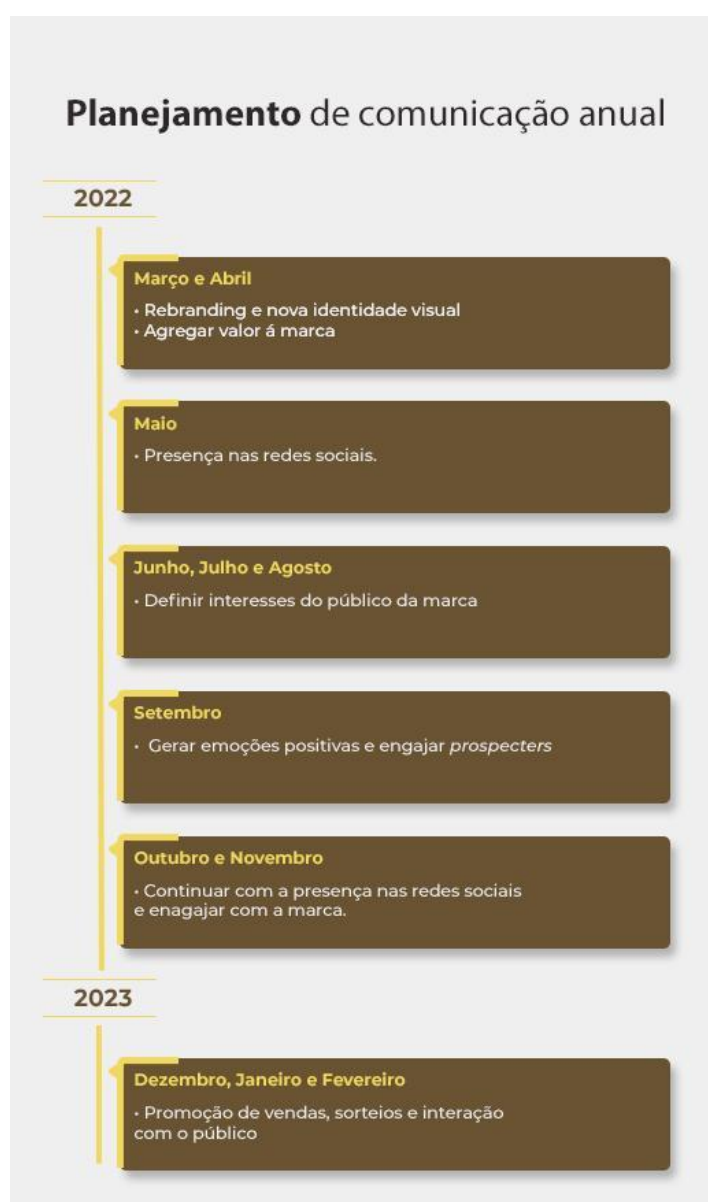 Planejamento de comunicação anual
2022
Março e Abril
• Rebranding e nova identidade visual
• Agregar valor á marca
Maio
• Presença nas redes sociais.
Junho, Julho e Agosto
• Definir interesses do público da marca
Setembro
• Gerar emoções positivas e engajar prospecters
Outubro e Novembro
• Continuar com a presença nas redes sociais
e enagajar com a marca.
2023
Dezembro, Janeiro e Fevereiro
• Promoção de vendas, sorteios e interação
com o público